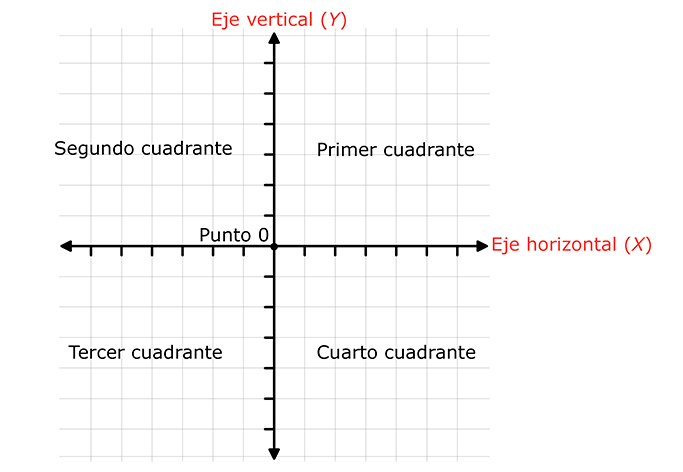 Eje vertical (Y)
Segundo cuadrante
Primer cuadrante
Punto 0
Eje horizontal (X)
Tercer cuadrante
Cuarto cuadrante